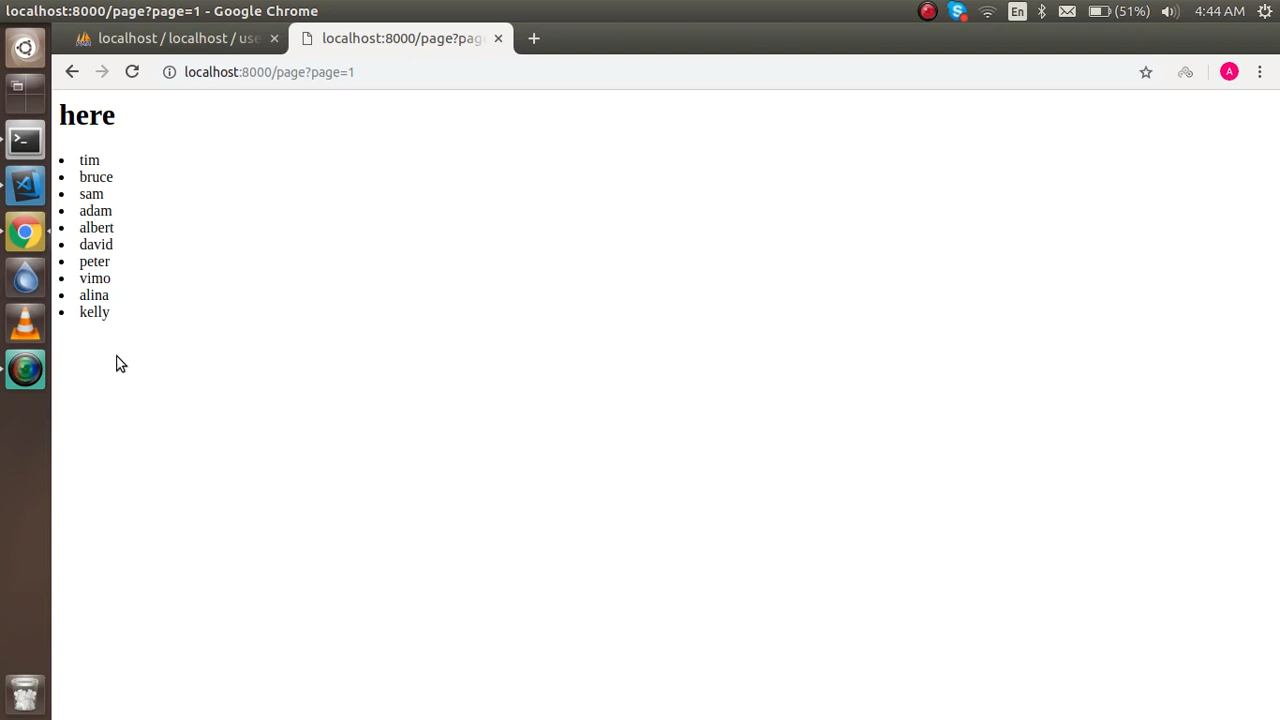 localhost:8000/page?page=1 - Google Chrome
En
(51%)
4:44 AM
localhost / localhost / use
localhost:8000/page?pag
localhost:8000/page?page=1
A
here
tim
bruce
sam
adam
albert
david
peter
vimo
alina
kelly